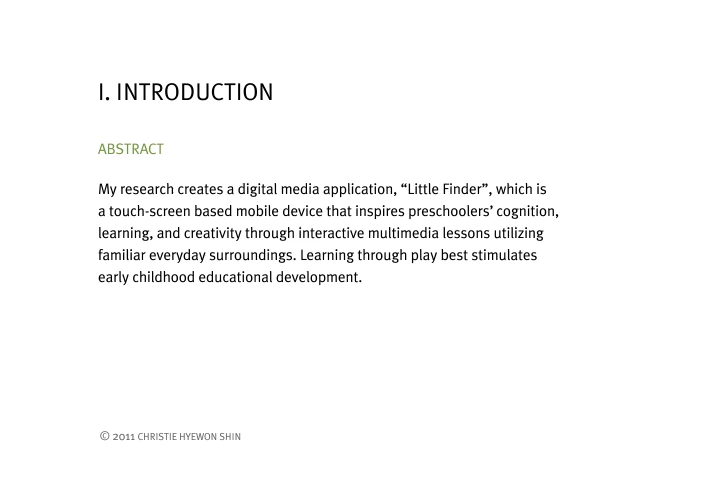 I. INTRODUCTION
ABSTRACT
My research creates a digital media application, “Little Finder”, which is
a touch-screen based mobile device that inspires preschoolers’ cognition,
learning, and creativity through interactive multimedia lessons utilizing
familiar everyday surroundings. Learning through play best stimulates
early childhood educational development.
© 2011 CHRISTIE HYEWON SHIN